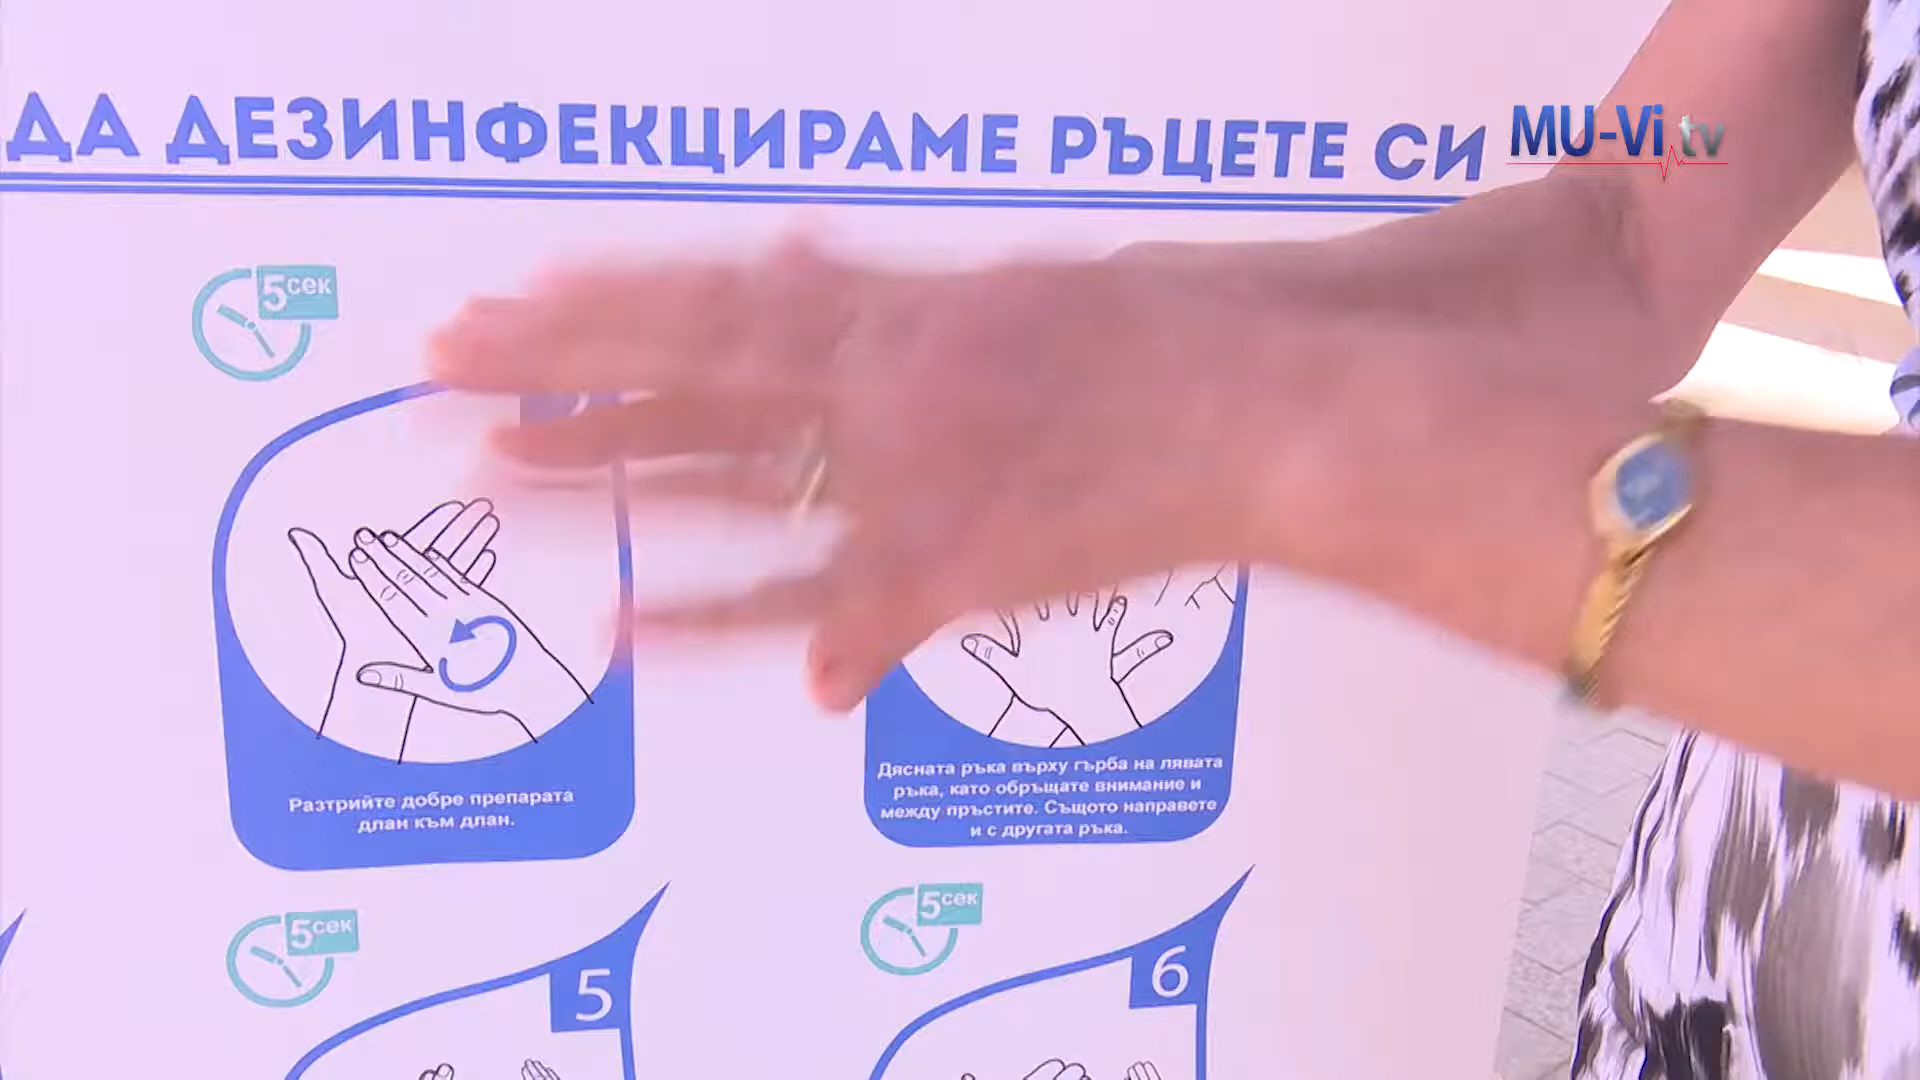 ДА ДЕЗИНФЕКЦИРАМЕ РЪЦЕТЕ СИ
MU-Vi.tv
5сек
Разтрийте добре препарата
длан към длан.
Дясната ръка върху гърба на лявата
ръка, като обръщате внимание и
между пръстите. Същото направете
и с другата ръка.
5сек
5
5сек
6